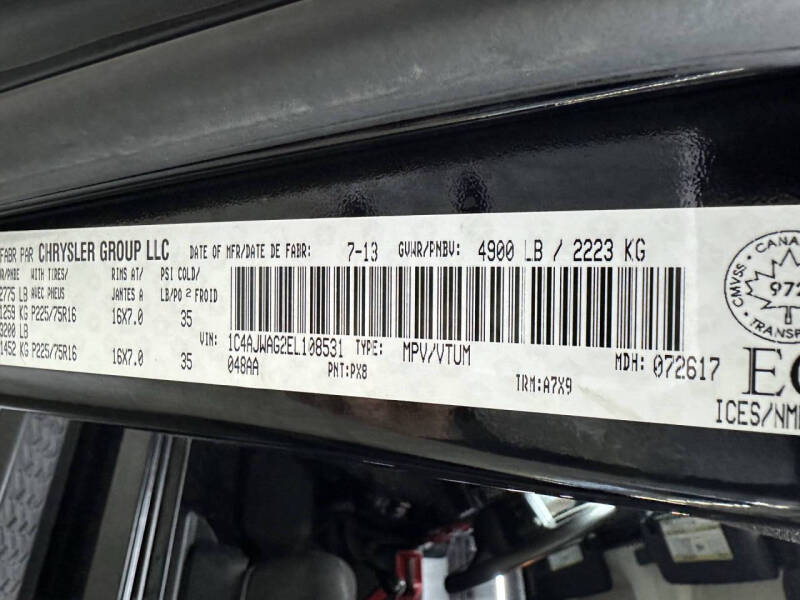 FABR PAR CHRYSLER GROUP LLC DATE OF MFR/DATE DE FABR: 7-13 GVWR/PNBV: 4900 LB / 2223 KG
WITH TIRES/ RIMS AT/ PSI COLD/
2775 LB AVEC PNEUS JANTES A LB/PO2 FROID
1259 KG P225/75R16 16X7.0 35
3200 LB
1452 KG P225/75R16 16X7.0 35
VIN: 1C4AJWAG2EL108531 TYPE: MPV/VTUM MDH: 072617
048AA PNT:PX8 TRM:A7X9
CMVSS
972
TRANSP
ICES/NM